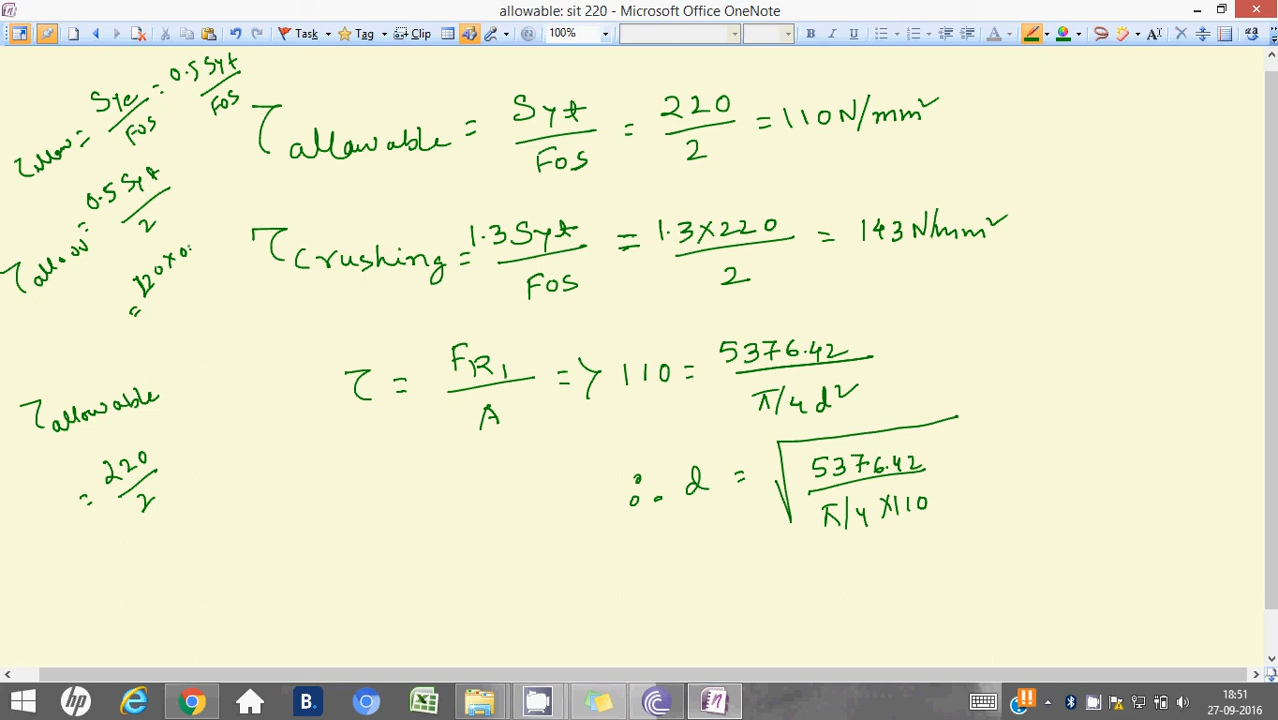 allowable: sit 220 - Microsoft Office OneNote
Task Tag Clip 100% B I U
τallow = Sye/FOS = 0.5 Syt/FOS
τallow = 0.5 Syt/2
= 220 × 0.
τallowable = Syt/FOS = 220/2 = 110 N/mm²
τcrushing = 1.3 Syt/FOS = 1.3×220/2 = 143 N/mm²
τ = FR1/A => 110 = 5376.42/π/4 d²
∴ d = √5376.42/π/4 ×110
τallowable
= 220/2
B.
18:51
27-09-2016